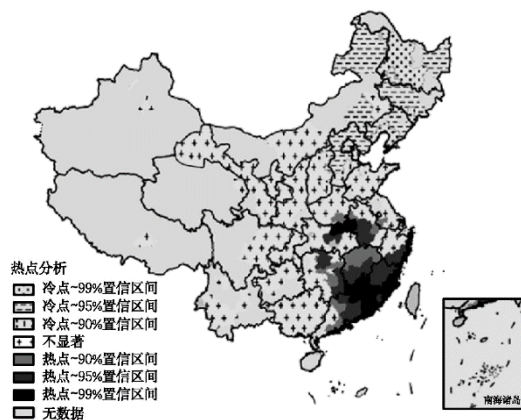 热点分析
冷点~99%置信区间
冷点~95%置信区间
冷点~90%置信区间
不显著
热点~90%置信区间
热点~95%置信区间
热点~99%置信区间
无数据
南海诸岛